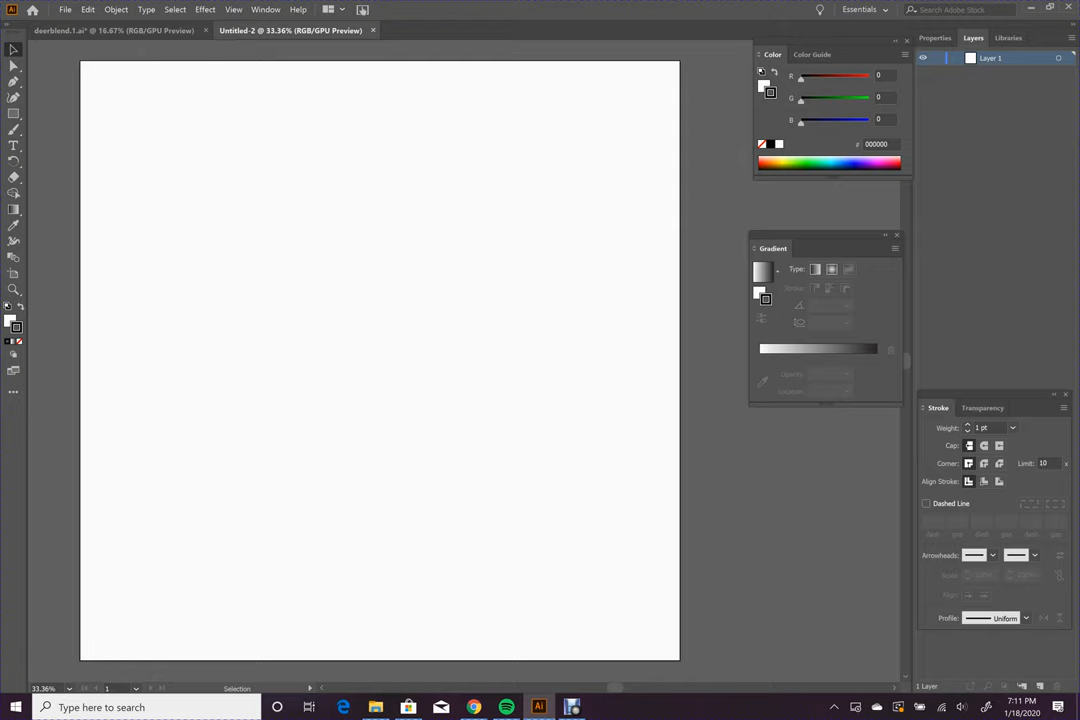 Ai File Edit Object Type Select Effect View Window Help Essentials Search Adobe Stock
deerblend.1.ai* @ 16.67% (RGB/GPU Preview) × Untitled-2 @ 33.36% (RGB/GPU Preview) ×
Properties Layers Libraries
Color Color Guide
Layer 1
R 0
G 0
B 0
# 000000
Gradient
Type:
Stroke:
Opacity:
Location:
Stroke Transparency
Weight: 1 pt
Cap:
Corner: Limit: 10 x
Align Stroke:
Dashed Line
dash gap dash gap dash gap
Arrowheads:
Scale: 100% 100%
Align:
Profile: Uniform
33.36% 1 Selection
1 Layer
Type here to search
Ai
7:11 PM
1/18/2020